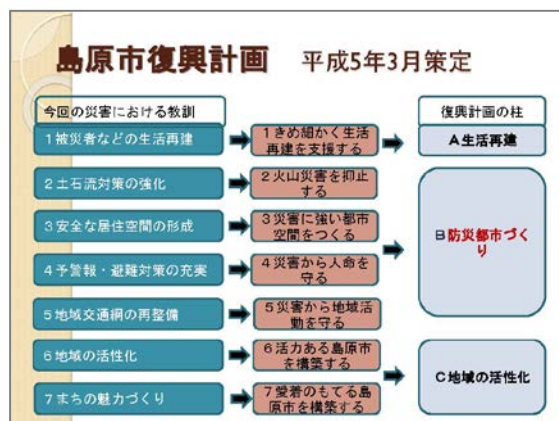 島原市復興計画 平成5年3月策定
今回の災害における教訓
復興計画の柱
1被災者などの生活再建
1きめ細かく生活
再建を支援する
A生活再建
2土石流対策の強化
2火山災害を抑止
する
3安全な居住空間の形成
3災害に強い都市
空間をつくる
B防災都市づく
り
4予警報・避難対策の充実
4災害から人命を
守る
5地域交通網の再整備
5災害から地域活
動を守る
6地域の活性化
6活力ある島原市
を構築する
C地域の活性化
7まちの魅力づくり
7愛着のもてる島
原市を構築する